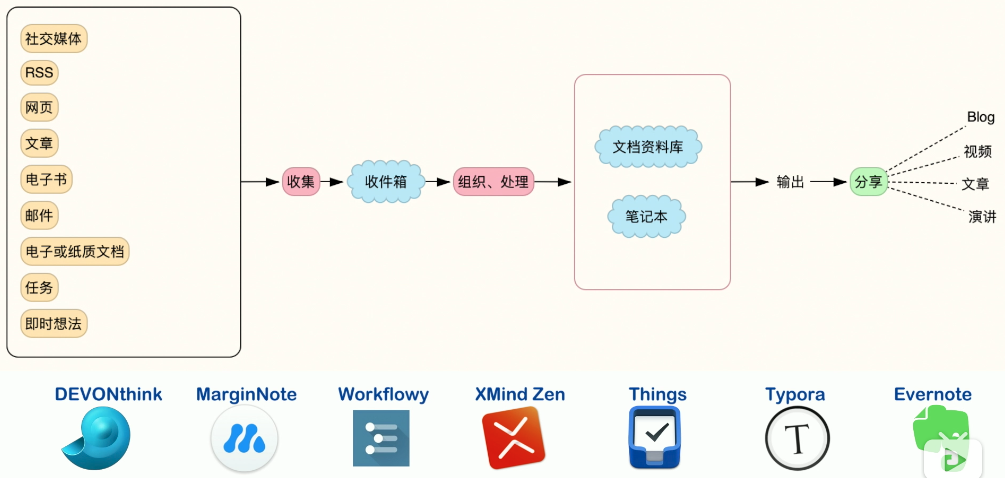 社交媒体
RSS
网页
文章
电子书
邮件
电子或纸质文档
任务
即时想法
收集
收件箱
组织、处理
文档资料库
笔记本
输出
分享
Blog
视频
文章
演讲
DEVONthink
MarginNote
Workflowy
XMind Zen
Things
Typora
Evernote
T